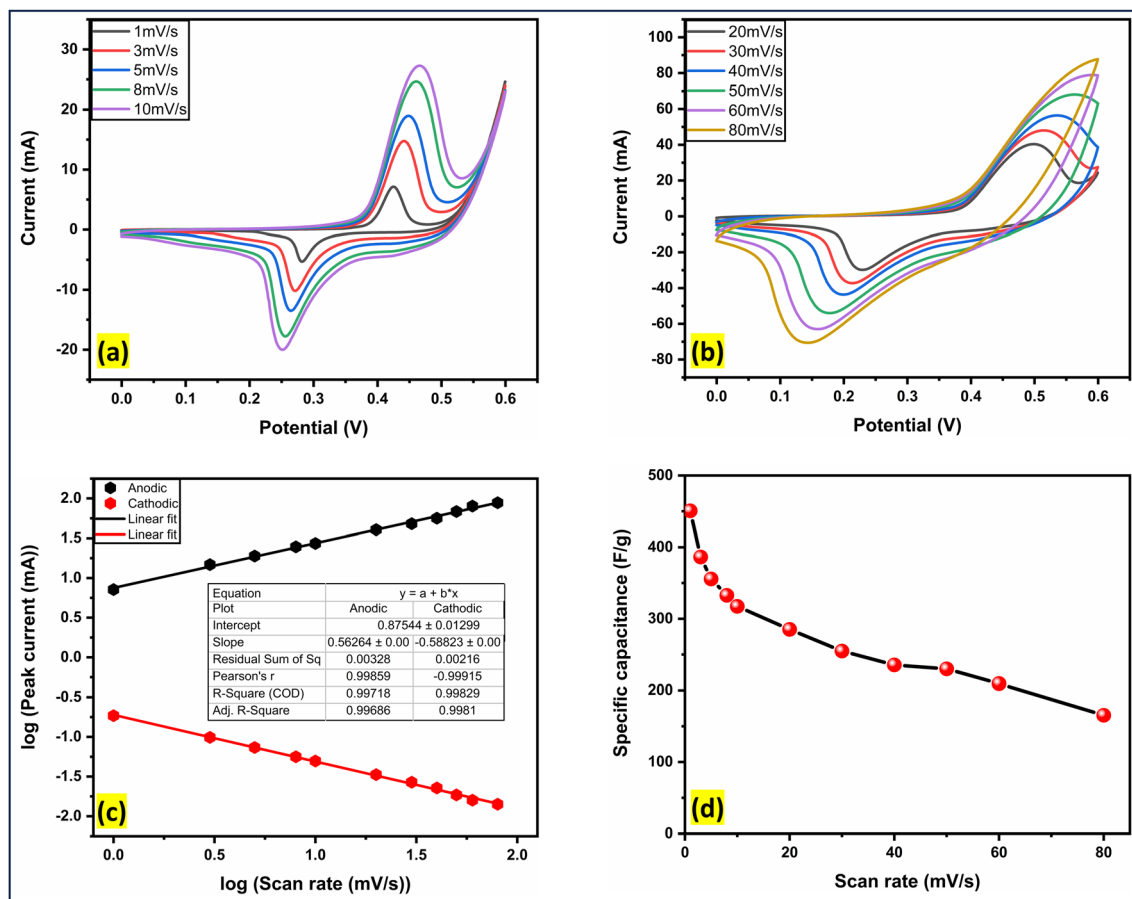 1mV/s
3mV/s
5mV/s
8mV/s
10mV/s
30
20
10
0
-10
-20
Current (mA)
(a)
0.0 0.1 0.2 0.3 0.4 0.5 0.6
Potential (V)
20mV/s
30mV/s
40mV/s
50mV/s
60mV/s
80mV/s
100
80
60
40
20
0
-20
-40
-60
-80
Current (mA)
(b)
0.0 0.1 0.2 0.3 0.4 0.5 0.6
Potential (V)
Anodic
Cathodic
Linear fit
Linear fit
2.0
1.5
1.0
0.5
0.0
-0.5
-1.0
-1.5
-2.0
log (Peak current (mA))
Equation y = a + b*x
Plot Anodic Cathodic
Intercept 0.87544 ± 0.01299
Slope 0.56264 ± 0.00 -0.58823 ± 0.00
Residual Sum of Sq 0.00328 0.00216
Pearson's r 0.99859 -0.99915
R-Square (COD) 0.99718 0.99829
Adj. R-Square 0.99686 0.9981
(c)
0.0 0.5 1.0 1.5 2.0
log (Scan rate (mV/s))
500
450
400
350
300
250
200
150
100
50
0
Specific capacitance (F/g)
(d)
0 20 40 60 80
Scan rate (mV/s)